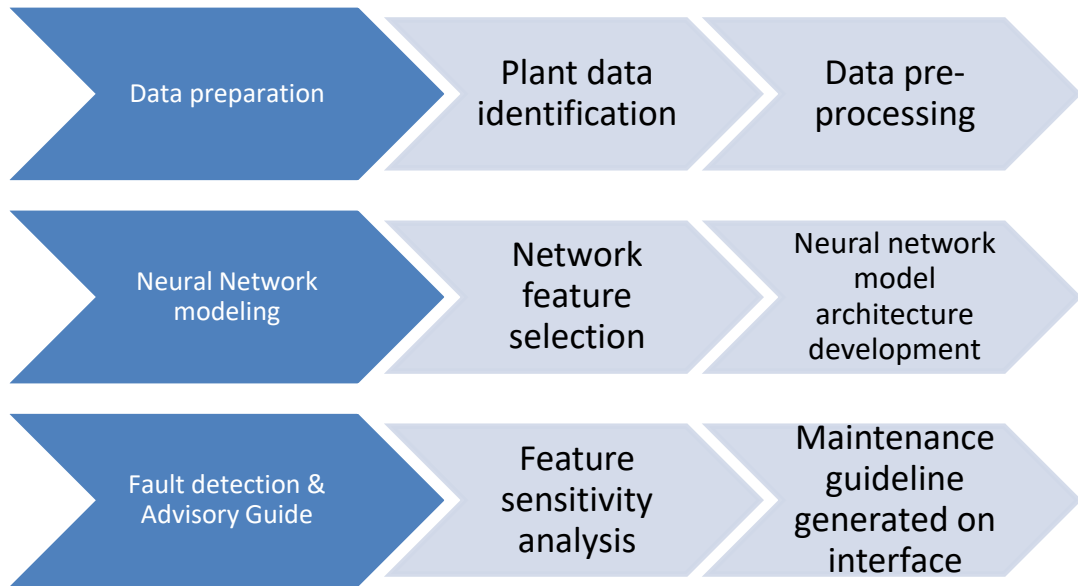 Data preparation
Plant data
identification
Data pre-
processing
Neural Network
modeling
Network
feature
selection
Neural network
model
architecture
development
Fault detection &
Advisory Guide
Feature
sensitivity
analysis
Maintenance
guideline
generated on
interface